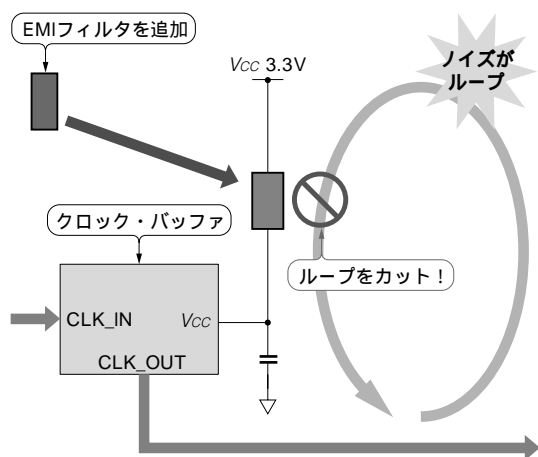 EMIフィルタを追加
VCC 3.3V
ノイズが
ループ
クロック・バッファ
ループをカット！
CLK_IN
VCC
CLK_OUT